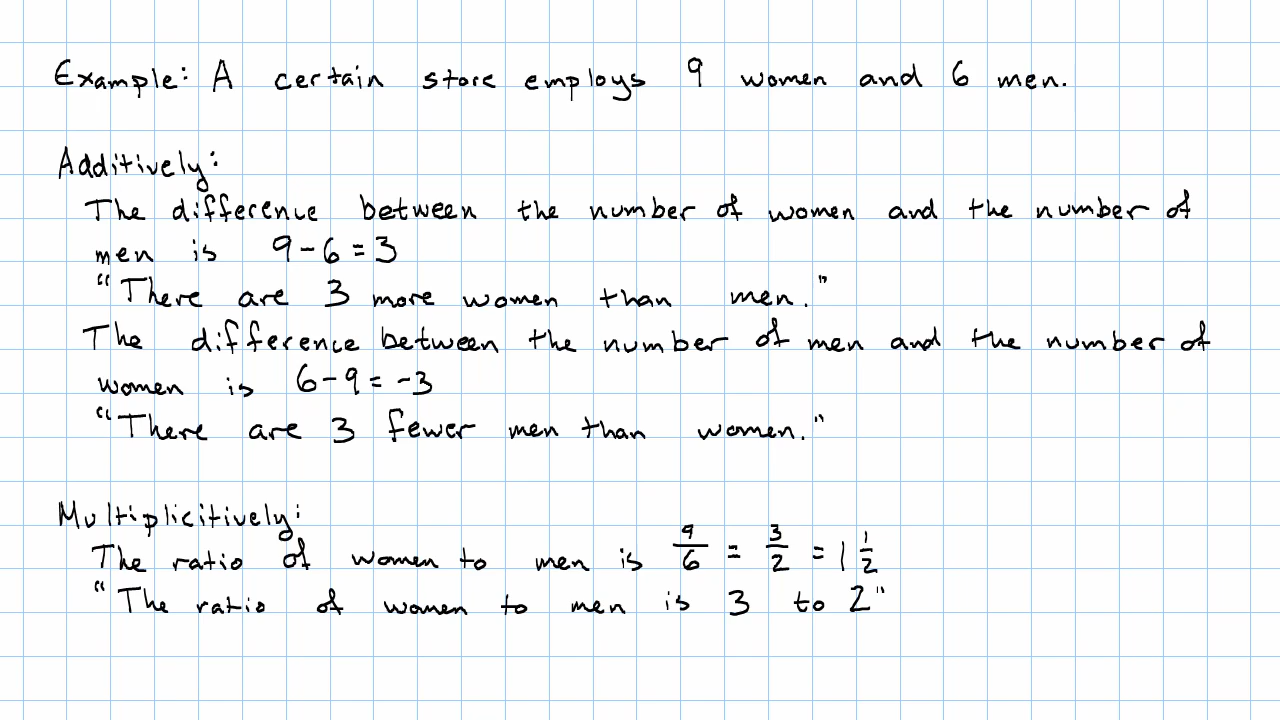 Example: A certain store employs 9 women and 6 men.
Additively:
The difference between the number of women and the number of
men is 9 - 6 = 3
"There are 3 more women than men."
The difference between the number of men and the number of
women is 6 - 9 = -3
"There are 3 fewer men than women."
Multiplicitively:
The ratio of women to men is 9/6 = 3/2 = 1 1/2
"The ratio of women to men is 3 to 2"